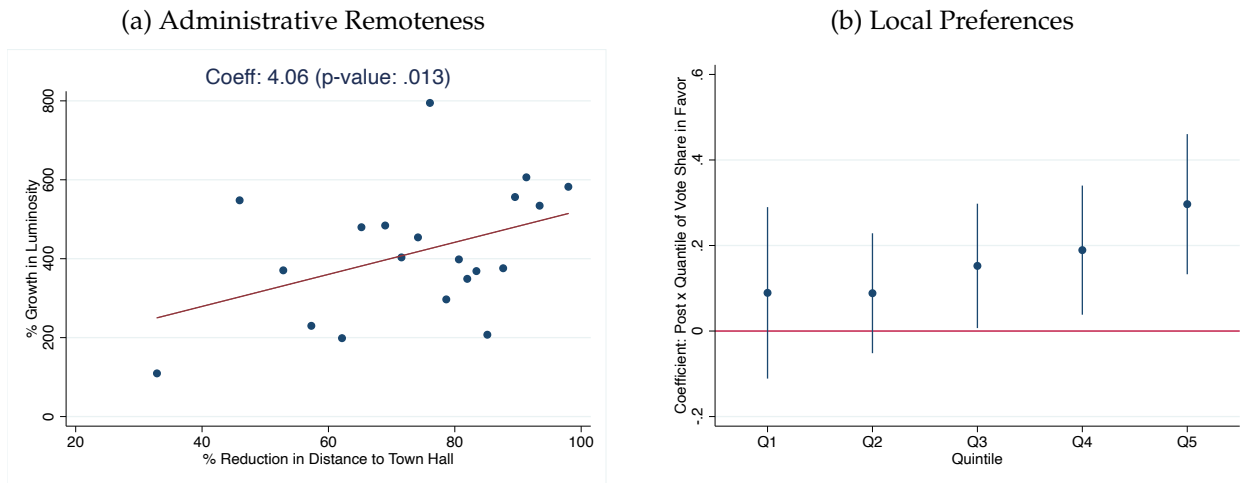 (a) Administrative Remoteness
Coeff: 4.06 (p-value: .013)
% Growth in Luminosity
800
600
400
200
0
20 40 60 80 100
% Reduction in Distance to Town Hall
(b) Local Preferences
Coefficient: Post x Quantile of Vote Share in Favor
.6
.4
.2
0
-.2
Q1 Q2 Q3 Q4 Q5
Quintile